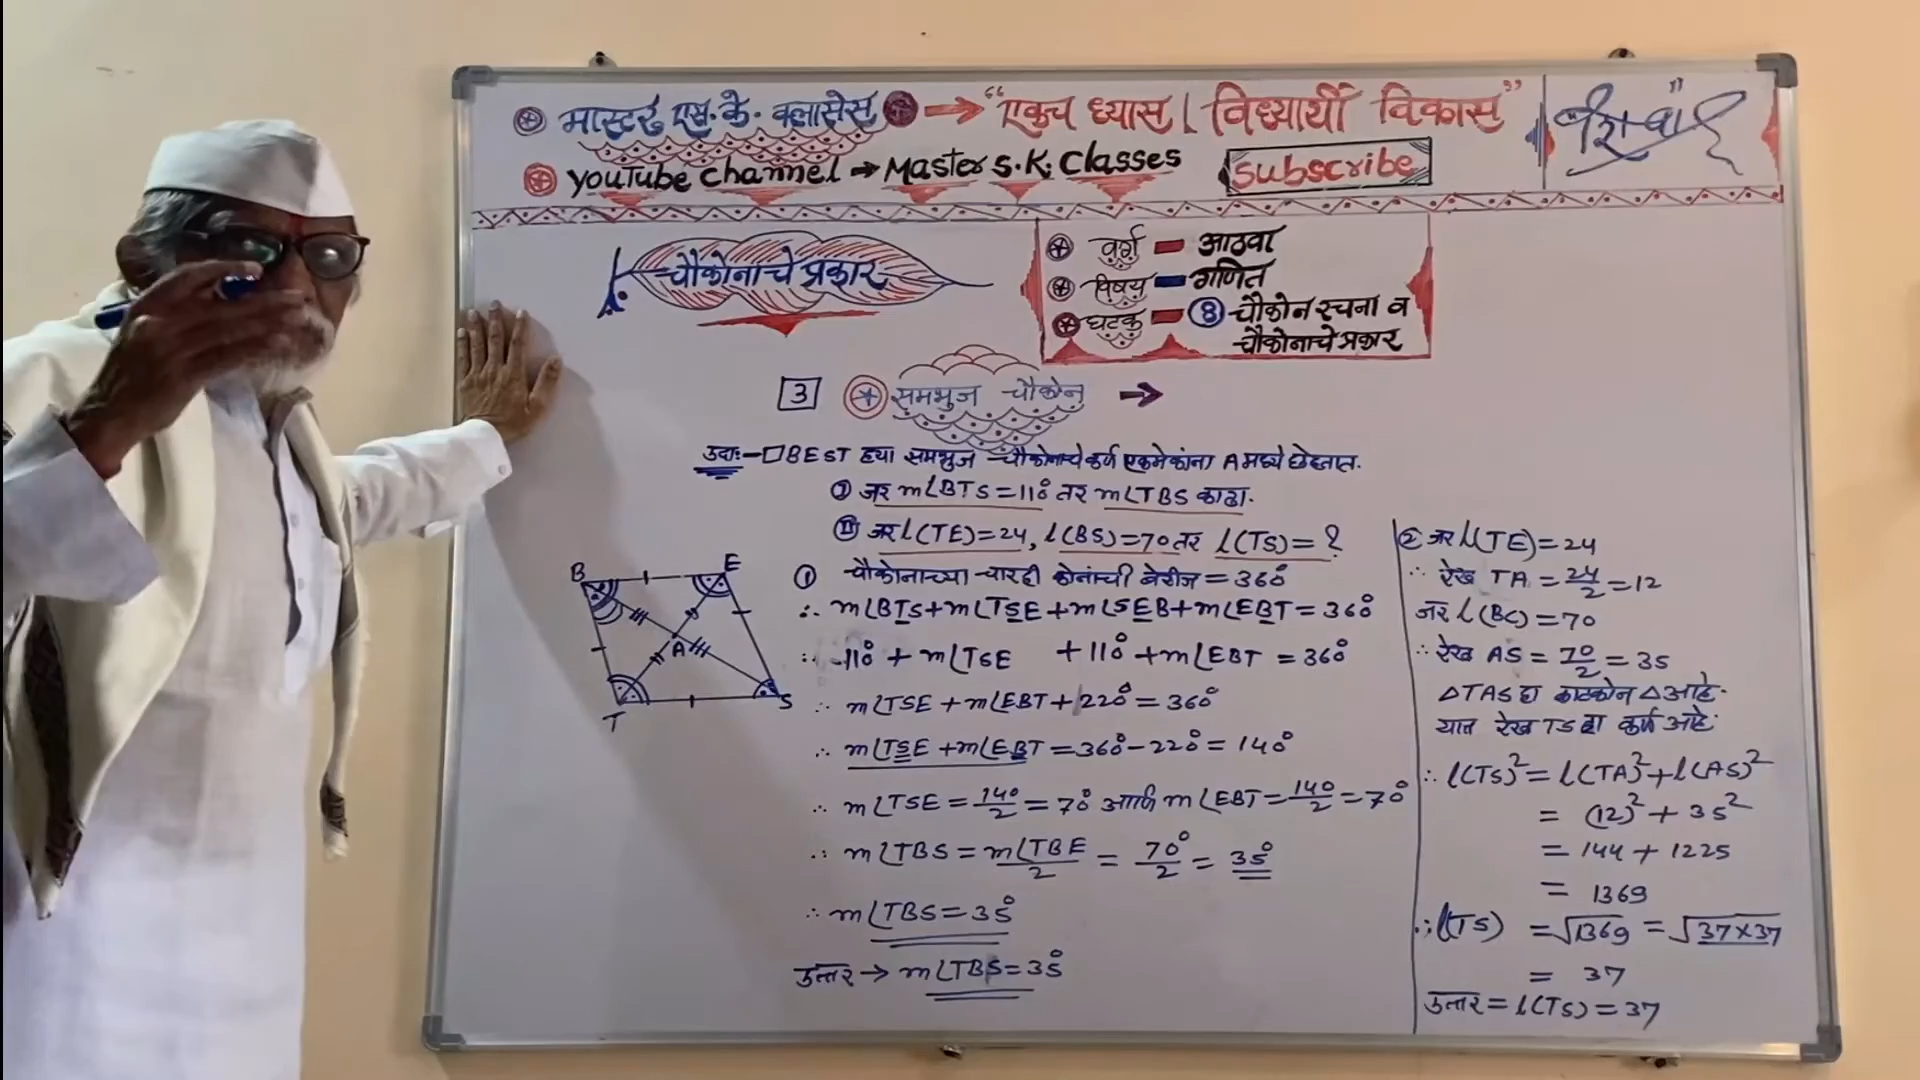 मास्टर एस.के. क्लासेस → "एकच ध्यास । विध्यार्थी विकास"
YouTube channel → Master S.K. Classes Subscribe
चौकोनाचे प्रकार
वर्ग - आठवा
विषय - गणित
घटक - 8 चौकोन रचना व
चौकोनाचे प्रकार
3 समभुज चौकोन →
उदाः- □BEST ह्या समभुज चौकोनाचे कर्ण एकमेकांना A मध्ये छेदतात.
① जर m∠BTS=110° तर m∠TBS काढा.
② जर l(TE)=24, l(BS)=70 तर l(TS)=?
① चौकोनाच्या चारही कोनांची बेरीज = 360°
∴ m∠BTS+m∠TSE+m∠SEB+m∠EBT=360°
∴ 110°+m∠TSE +110°+m∠EBT=360°
∴ m∠TSE+m∠EBT+220°=360°
∴ m∠TSE+m∠EBT=360°-220°=140°
∴ m∠TSE=140/2=70° आणि m∠EBT=140/2=70°
∴ m∠TBS=m∠TBE/2=70°/2=35°
∴ m∠TBS=35°
उत्तर → m∠TBS=35°
B E
A
T S
② जर l(TE)=24
∴ रेख TA=24/2=12
जर l(BC)=70
∴ रेख AS=70/2=35
△TAS हा काटकोन △ आहे.
यात रेख TS हा कर्ण आहे.
∴ l(TS)²=l(TA)²+l(AS)²
= (12)²+35²
= 144+1225
= 1369
∴ l(TS) =√1369=√37×37
= 37
उत्तर = l(TS)=37